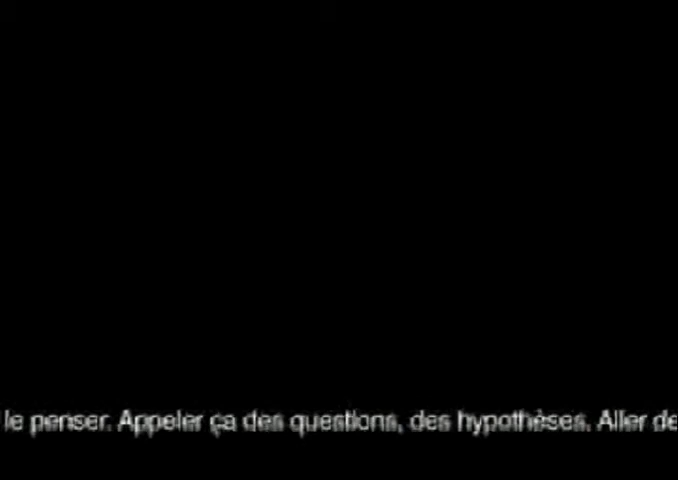 le penser. Appeler ça des questions, des hypothèses. Aller de